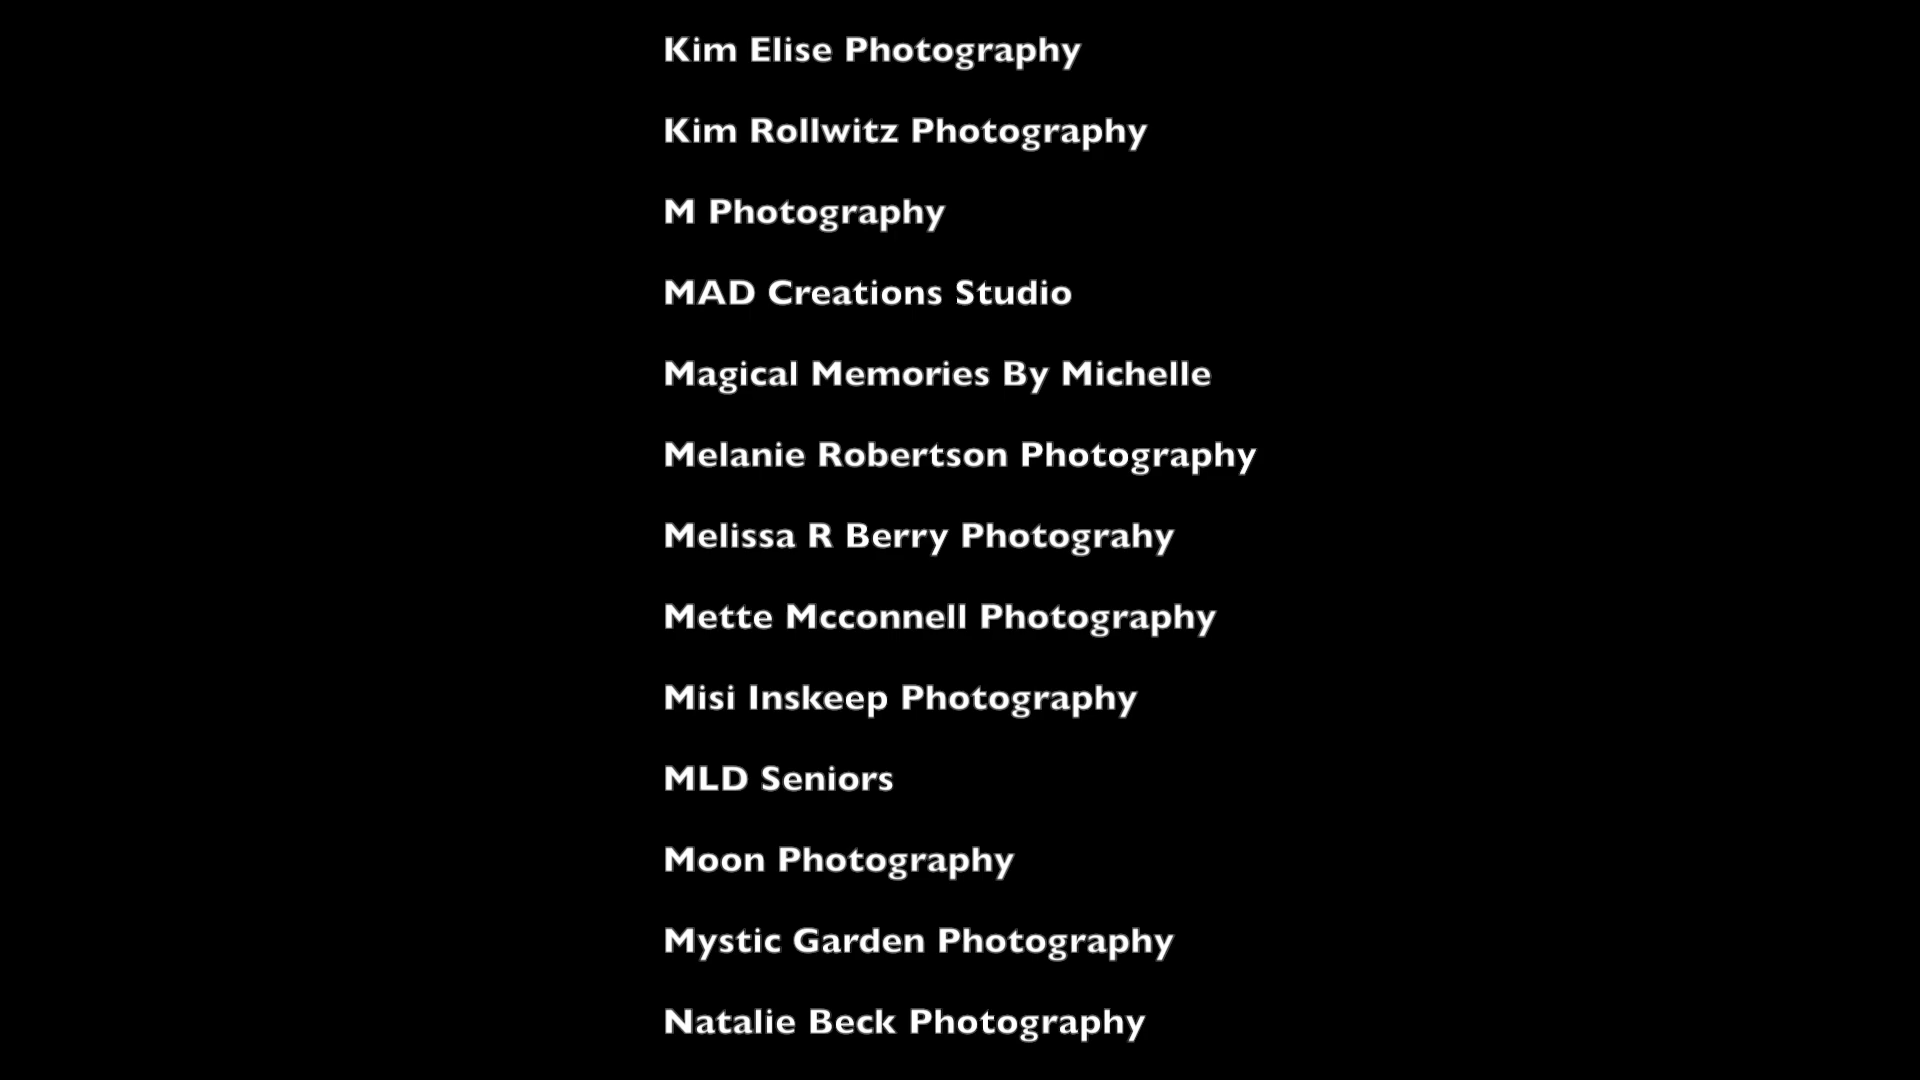 Kim Elise Photography
Kim Rollwitz Photography
M Photography
MAD Creations Studio
Magical Memories By Michelle
Melanie Robertson Photography
Melissa R Berry Photograhy
Mette Mcconnell Photography
Misi Inskeep Photography
MLD Seniors
Moon Photography
Mystic Garden Photography
Natalie Beck Photography